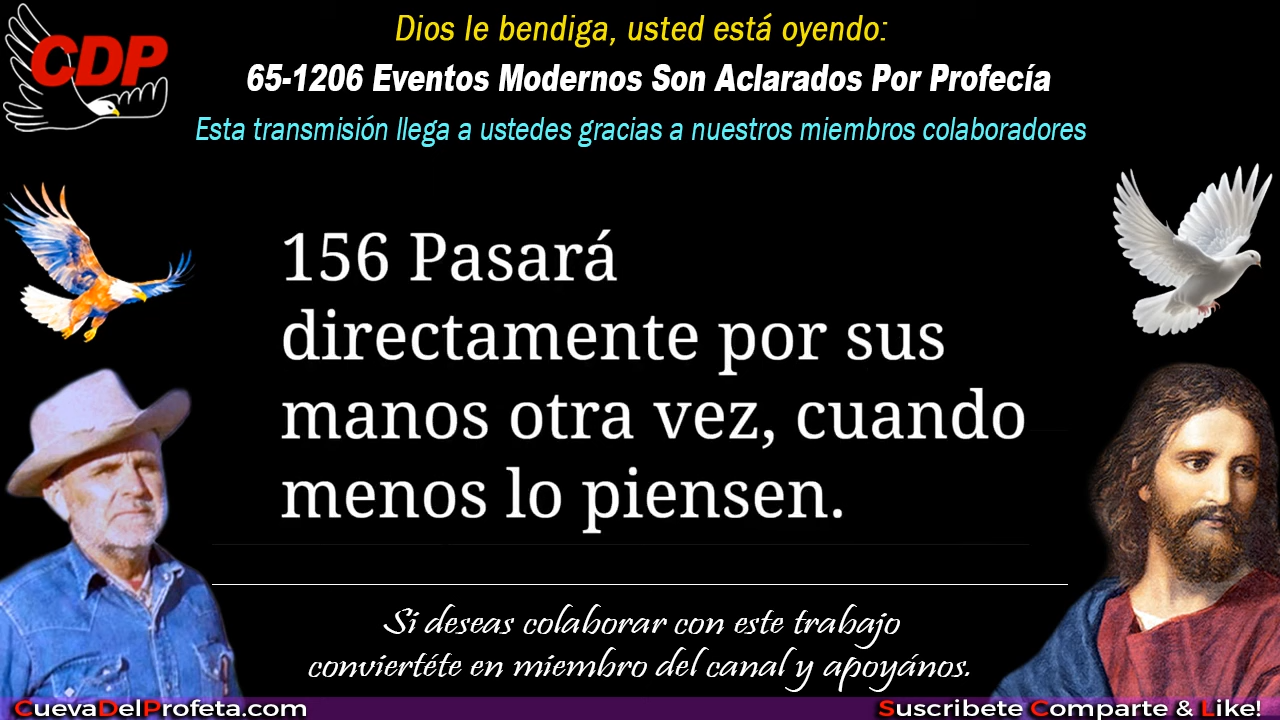 CDP
Dios le bendiga, usted está oyendo:
65-1206 Eventos Modernos Son Aclarados Por Profecía
Esta transmisión llega a ustedes gracias a nuestros miembros colaboradores
156 Pasará
directamente por sus
manos otra vez, cuando
menos lo piensen.
Si deseas colaborar con este trabajo
conviertéte en miembro del canal y apoyános.
CuevaDelProfeta.com
Suscribete Comparte & Like!